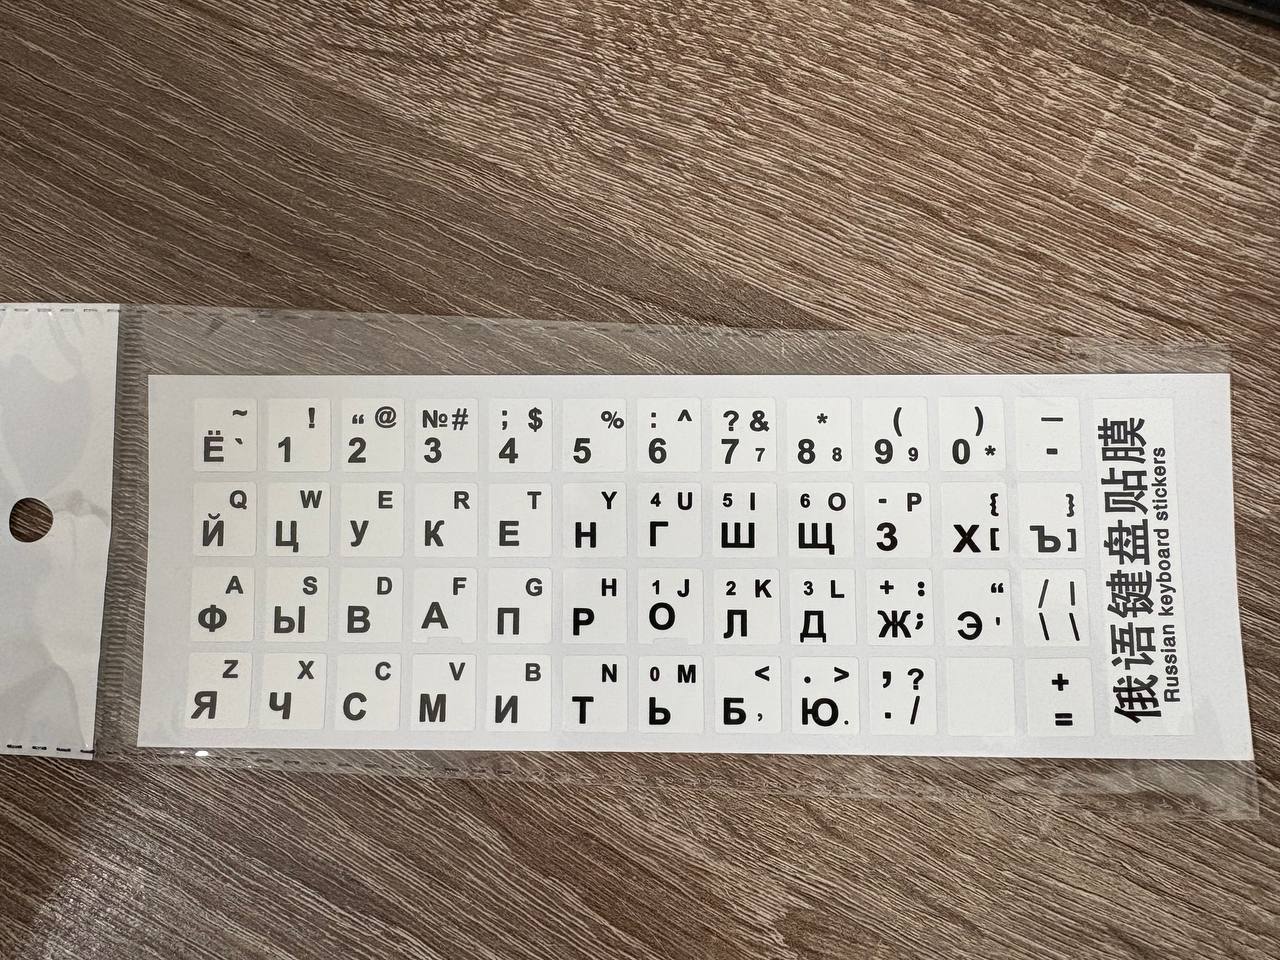 ~ ! “ @ № # ; $ % : ^ ? & * ( ) —
Ё ` 1 2 3 4 5 6 7 7 8 8 9 9 0 * -
Q W E R T Y 4 U 5 I 6 O - P { }
Й Ц У К Е Н Г Ш Щ З Х [ Ъ ]
A S D F G H 1 J 2 K 3 L + : “ / |
Ф Ы В А П Р О Л Д Ж ; Э ' \ \
Z X C V B N 0 M < . > , ? +
Я Ч С М И Т Ь Б , Ю . . / =
俄语键盘贴膜
Russian keyboard stickers